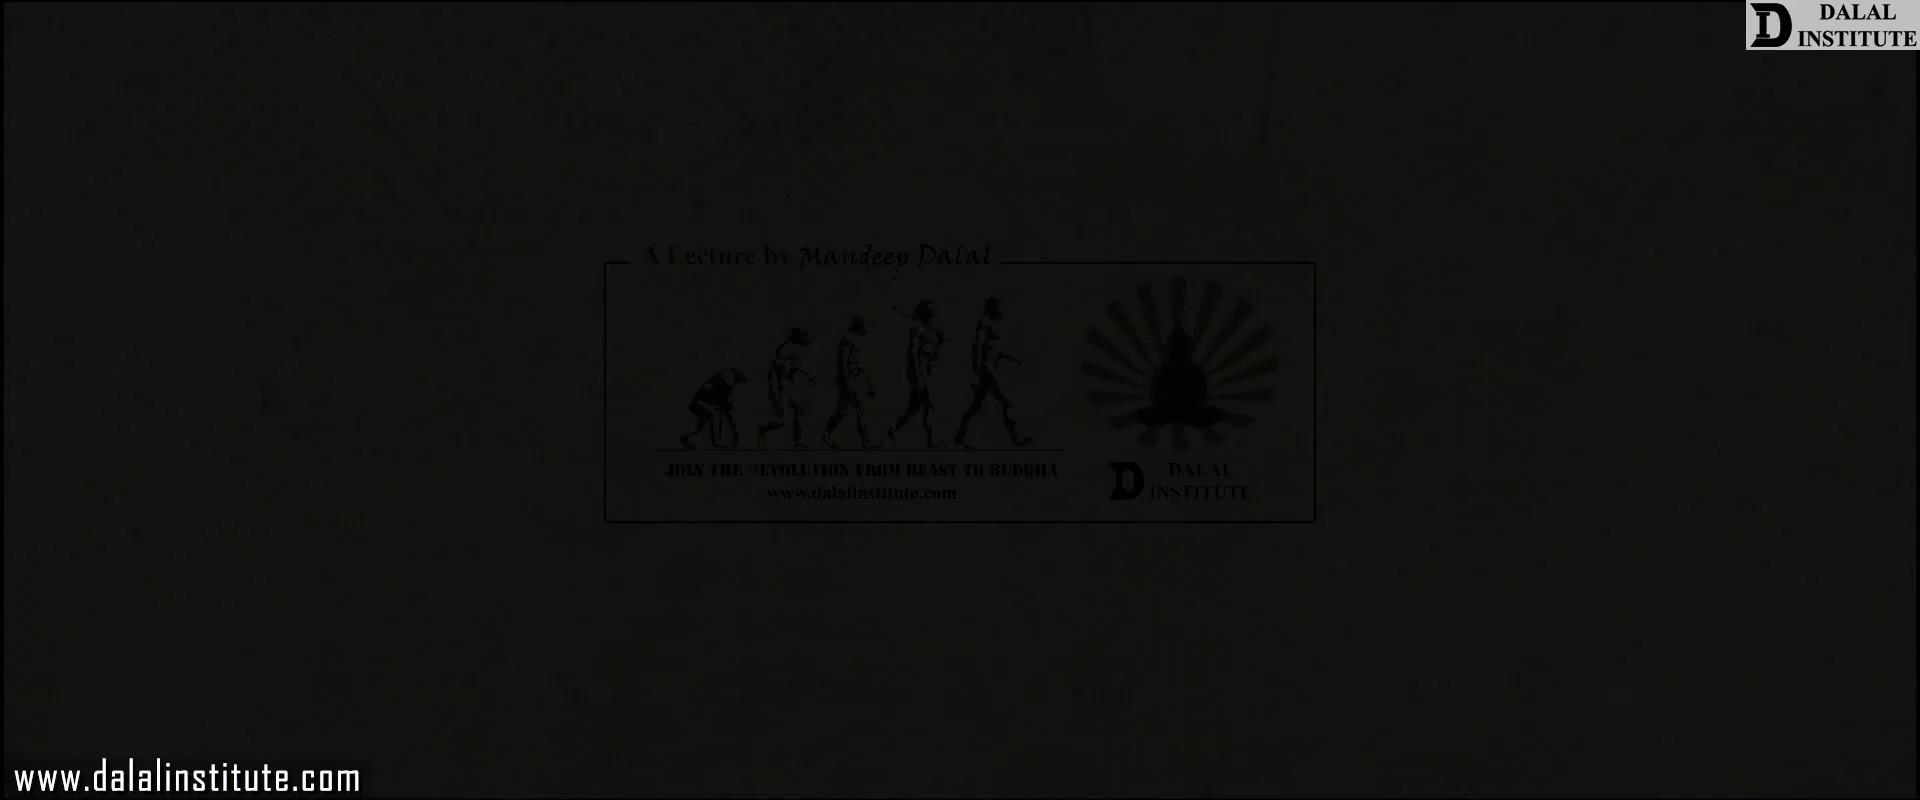 DALAL
INSTITUTE
A Lecture by Mandeep Dalal
JOIN THE REVOLUTION FROM BEAST TO BUDDHA
www.dalalinstitute.com
DALAL
INSTITUTE
www.dalalinstitute.com